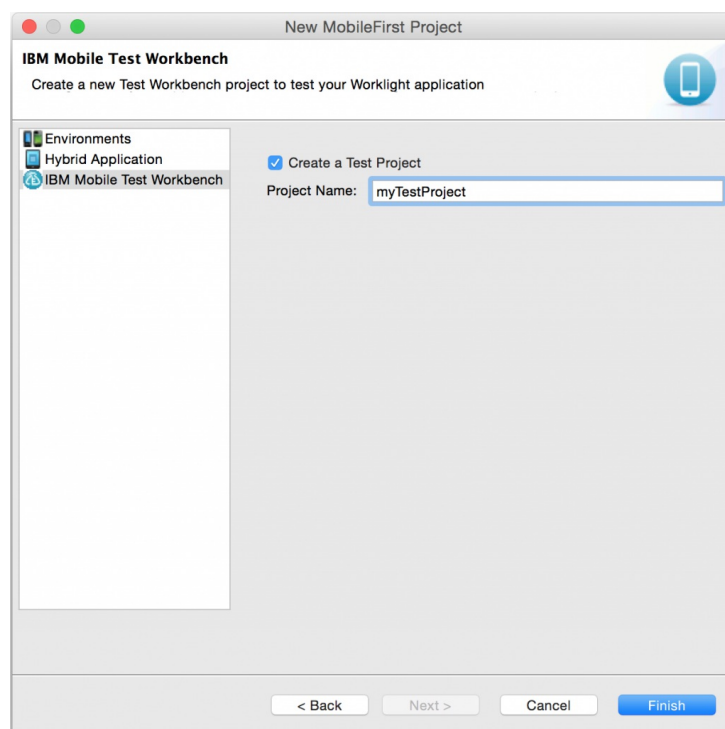 New MobileFirst Project
IBM Mobile Test Workbench
Create a new Test Workbench project to test your Worklight application
Environments
Hybrid Application
IBM Mobile Test Workbench
Create a Test Project
Project Name: myTestProject
< Back Next > Cancel Finish